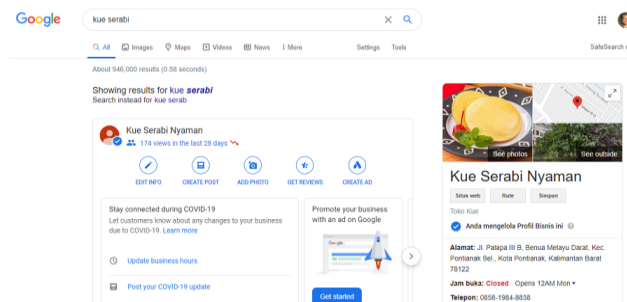 Google
kue serabi
All Images Maps Videos News More Settings Tools
SafeSearch
About 946,000 results (0.58 seconds)
Showing results for kue serabi
Search instead for kue serab
Kue Serabi Nyaman
174 views in the last 28 days
EDIT INFO CREATE POST ADD PHOTO GET REVIEWS CREATE AD
Stay connected during COVID-19
Let customers know about any changes to your business
due to COVID-19. Learn more
Update business hours
Post your COVID-19 update
Promote your business
with an ad on Google
Get started
See photos
See outside
Kue Serabi Nyaman
Situs web Rute Simpan
Toko Kue
Anda mengelola Profil Bisnis ini
Alamat: Jl. Palapa III B, Benua Melayu Darat, Kec.
Pontianak Sel., Kota Pontianak, Kalimantan Barat
78122
Jam buka: Closed · Opens 12AM Mon
Telepon: 0858-1984-8838